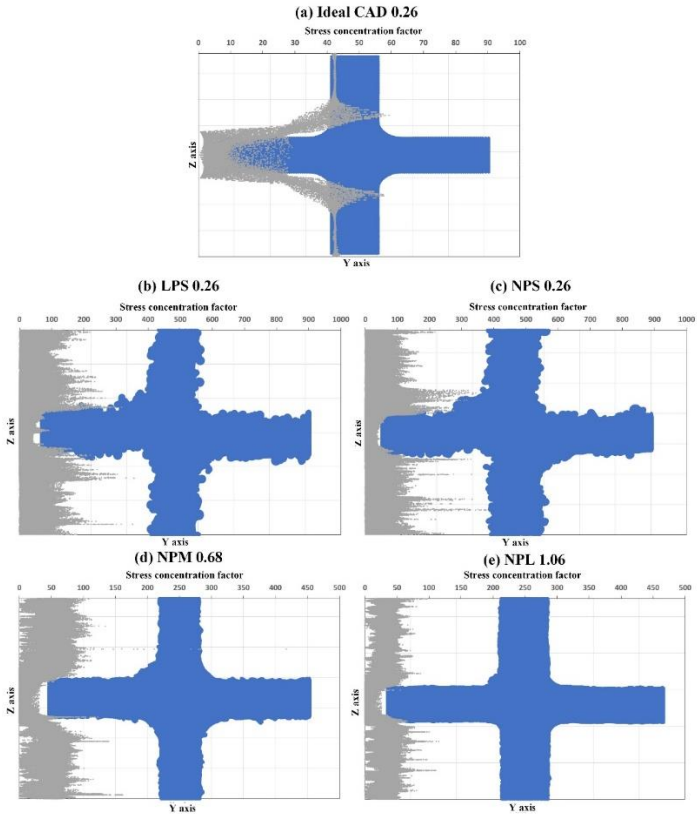 (a) Ideal CAD 0.26
Stress concentration factor
0 10 20 30 40 50 60 70 80 90 100
Z axis
Y axis
(b) LPS 0.26
Stress concentration factor
0 100 200 300 400 500 600 700 800 900 1000
Z axis
Y axis
(c) NPS 0.26
Stress concentration factor
0 100 200 300 400 500 600 700 800 900 1000
Z axis
Y axis
(d) NPM 0.68
Stress concentration factor
0 50 100 150 200 250 300 350 400 450 500
Z axis
Y axis
(e) NPL 1.06
Stress concentration factor
0 50 100 150 200 250 300 350 400 450 500
Z axis
Y axis